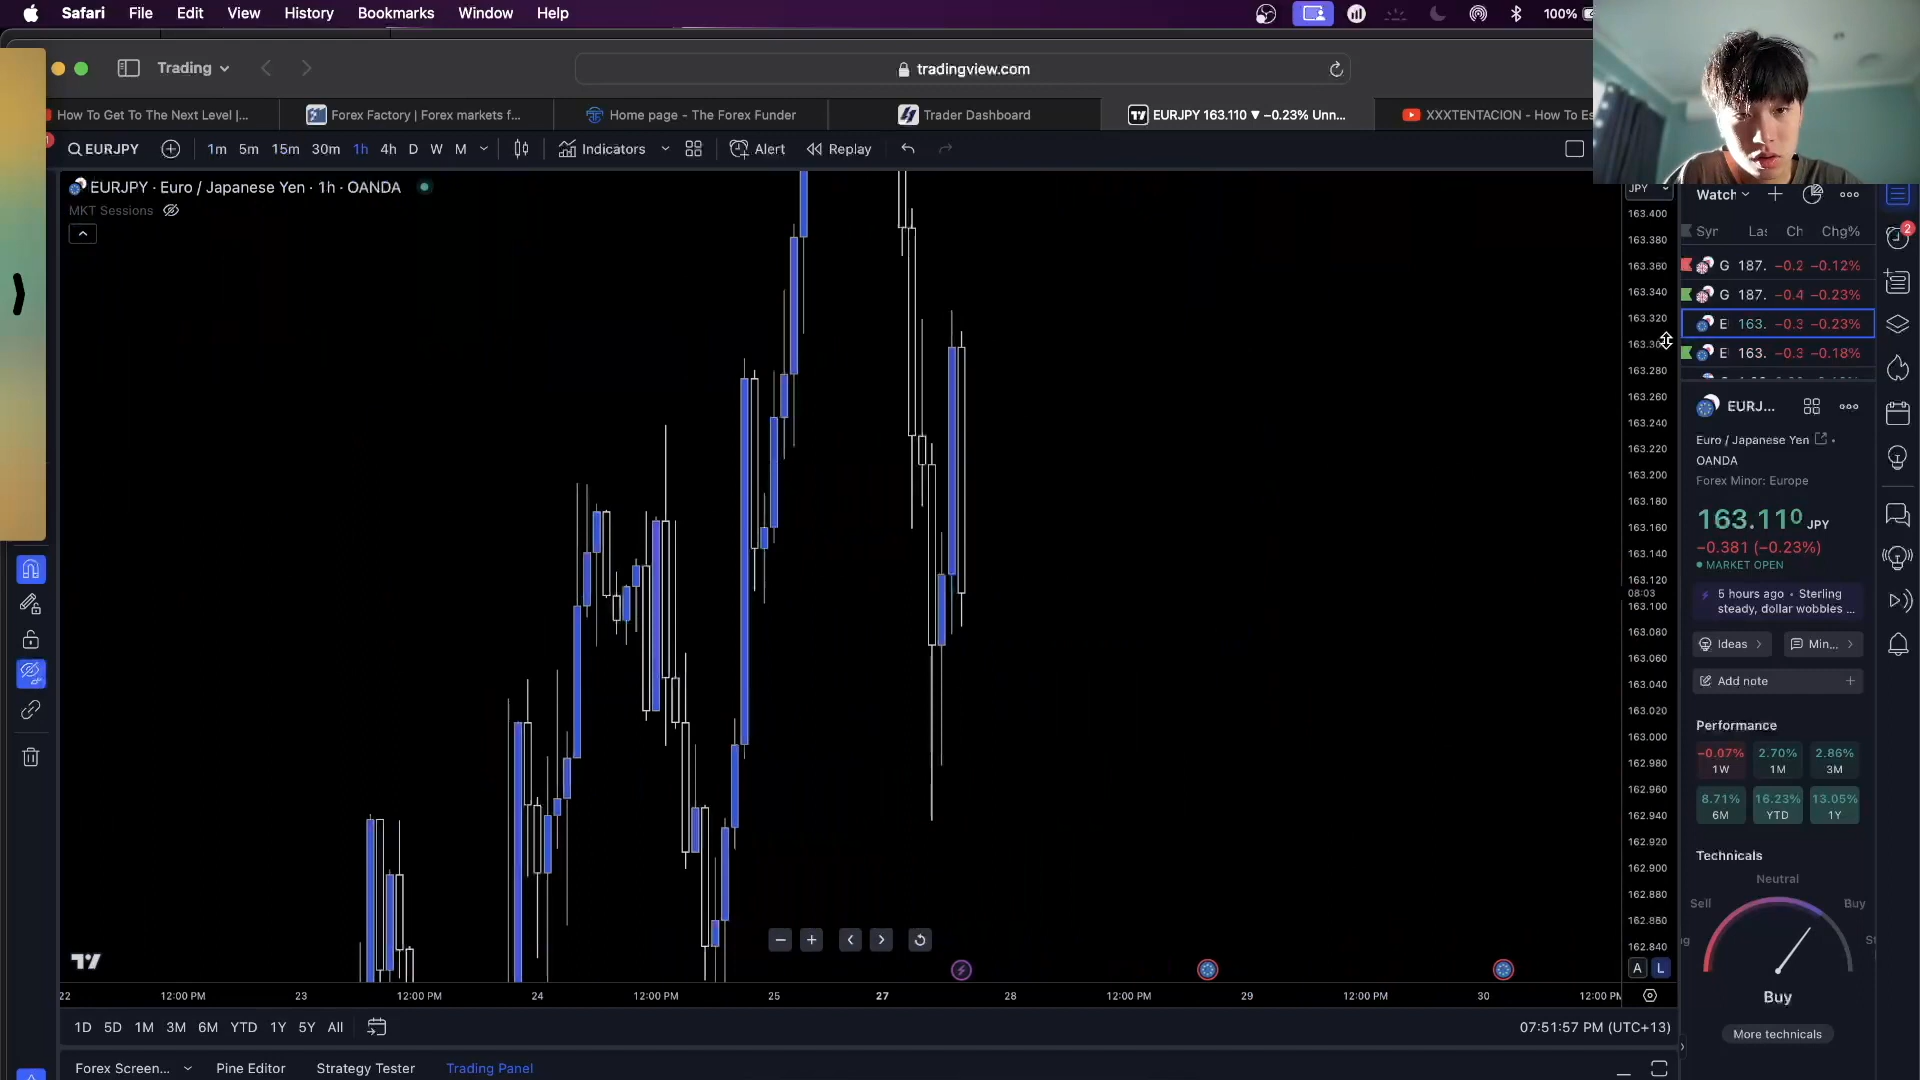 Safari File Edit View History Bookmarks Window Help 100%
Trading tradingview.com
How To Get To The Next Level |... Forex Factory | Forex markets f... Home page - The Forex Funder Trader Dashboard EURJPY 163.110 ▼ −0.23% Unn... XXXTENTACION - How To Es
EURJPY 1m 5m 15m 30m 1h 4h D W M Indicators Alert Replay
EURJPY · Euro / Japanese Yen · 1h · OANDA
MKT Sessions
JPY
163.400
163.380
163.360
163.340
163.320
163.300
163.280
163.260
163.240
163.220
163.200
163.180
163.160
163.140
163.120
08:03
163.100
163.080
163.060
163.040
163.020
163.000
162.980
162.960
162.940
162.920
162.900
162.880
162.860
162.840
A L
22 12:00 PM 23 12:00 PM 24 12:00 PM 25 27 28 12:00 PM 29 12:00 PM 30 12:00 PM
1D 5D 1M 3M 6M YTD 1Y 5Y All 07:51:57 PM (UTC+13)
Forex Screen... Pine Editor Strategy Tester Trading Panel
Watch
2
Syr Las Ch Chg%
G 187. −0.2 −0.12%
G 187. −0.4 −0.23%
E 163. −0.3 −0.23%
E 163. −0.3 −0.18%
EURJ...
Euro / Japanese Yen
OANDA
Forex Minor: Europe
163.110 JPY
−0.381 (−0.23%)
MARKET OPEN
5 hours ago · Sterling
steady, dollar wobbles ...
Ideas Min...
Add note
Performance
−0.07% 2.70% 2.86%
1W 1M 3M
8.71% 16.23% 13.05%
6M YTD 1Y
Technicals
Neutral
Sell Buy
Buy
More technicals